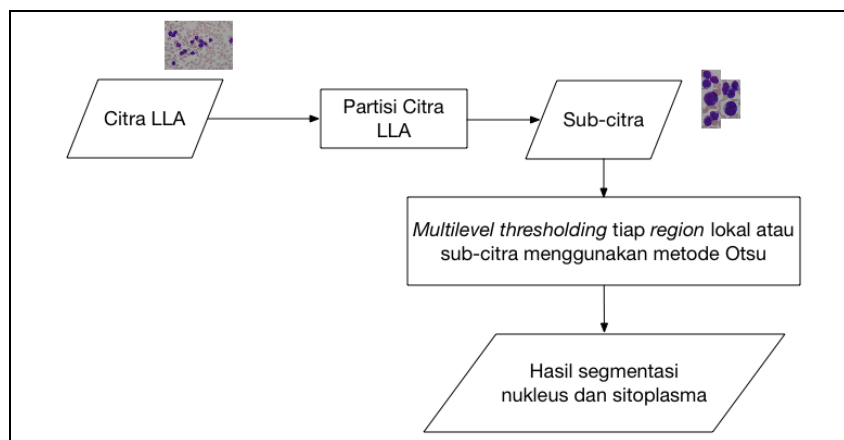 Citra LLA
Partisi Citra
LLA
Sub-citra
Multilevel thresholding tiap region lokal atau
sub-citra menggunakan metode Otsu
Hasil segmentasi
nukleus dan sitoplasma